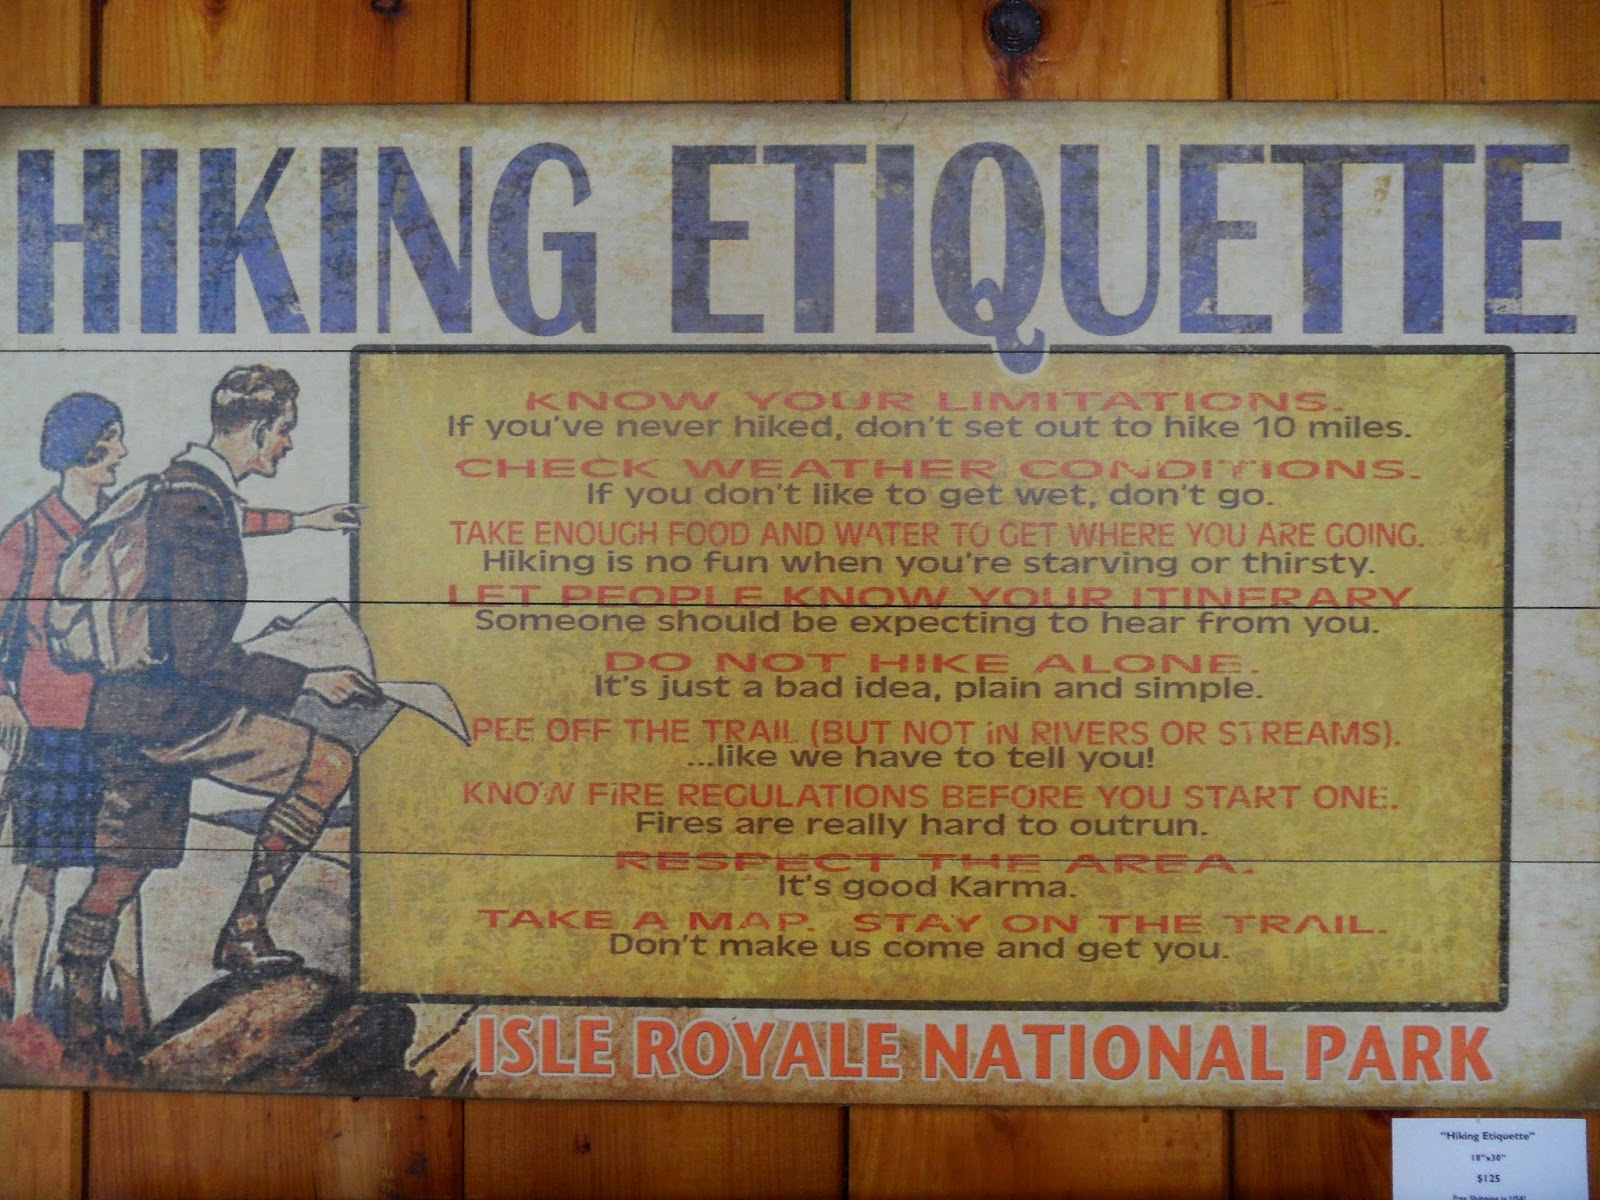 HIKING ETIQUETTE
KNOW YOUR LIMITATIONS.
If you've never hiked, don't set out to hike 10 miles.
CHECK WEATHER CONDITIONS.
If you don't like to get wet, don't go.
TAKE ENOUGH FOOD AND WATER TO GET WHERE YOU ARE GOING.
Hiking is no fun when you're starving or thirsty.
LET PEOPLE KNOW YOUR ITINERARY.
Someone should be expecting to hear from you.
DO NOT HIKE ALONE.
It's just a bad idea, plain and simple.
PEE OFF THE TRAIL (BUT NOT iN RIVERS OR STREAMS).
...like we have to tell you!
KNOW FiRE REGULATIONS BEFORE YOU START ONE.
Fires are really hard to outrun.
RESPECT THE AREA.
It's good Karma.
TAKE A MAP. STAY ON THE TRAIL.
Don't make us come and get you.
ISLE ROYALE NATIONAL PARK
"Hiking Etiquette"
18"x30"
$125
Free Shipping in USA!